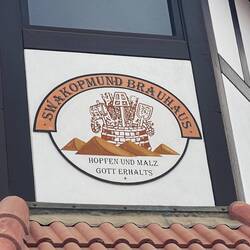 · SWAKOPMUND BRAUHAUS ·
HOPFEN UND MALZ
GOTT ERHALTS